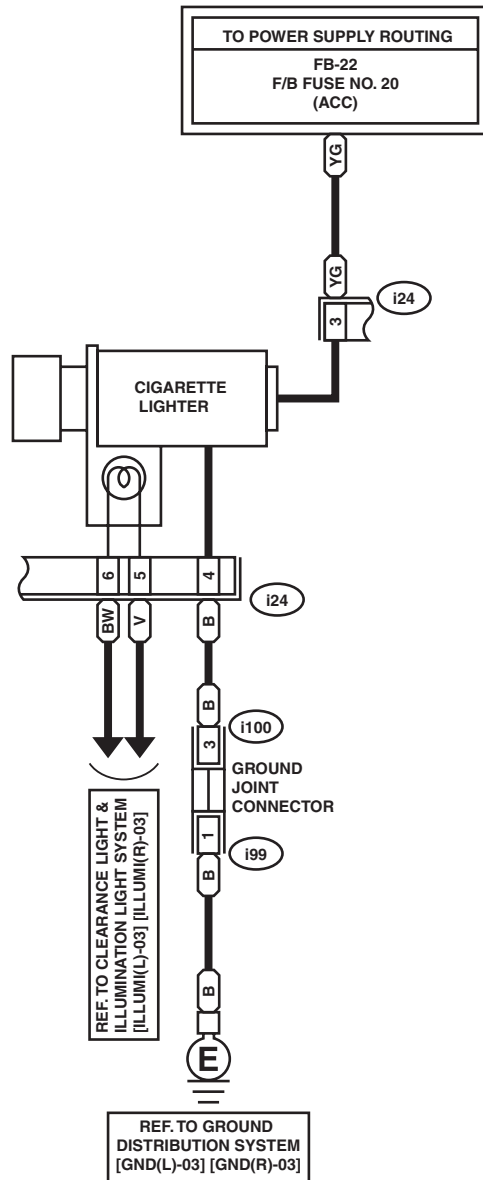 TO POWER SUPPLY ROUTING
FB-22
F/B FUSE NO. 20
(ACC)
YG
YG
i24
3
CIGARETTE
LIGHTER
6
5
4
i24
BW
V
B
B
i100
3
GROUND
JOINT
CONNECTOR
1
i99
B
REF. TO CLEARANCE LIGHT &
ILLUMINATION LIGHT SYSTEM
[ILLUMI(L)-03] [ILLUMI(R)-03]
B
E
REF. TO GROUND
DISTRIBUTION SYSTEM
[GND(L)-03] [GND(R)-03]